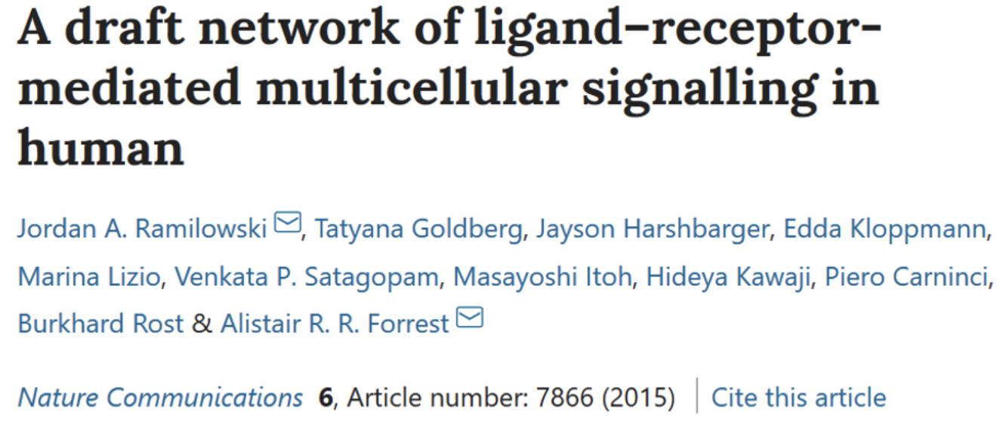 A draft network of ligand–receptor-
mediated multicellular signalling in
human
Jordan A. Ramilowski, Tatyana Goldberg, Jayson Harshbarger, Edda Kloppmann,
Marina Lizio, Venkata P. Satagopam, Masayoshi Itoh, Hideya Kawaji, Piero Carninci,
Burkhard Rost & Alistair R. R. Forrest
Nature Communications 6, Article number: 7866 (2015) | Cite this article